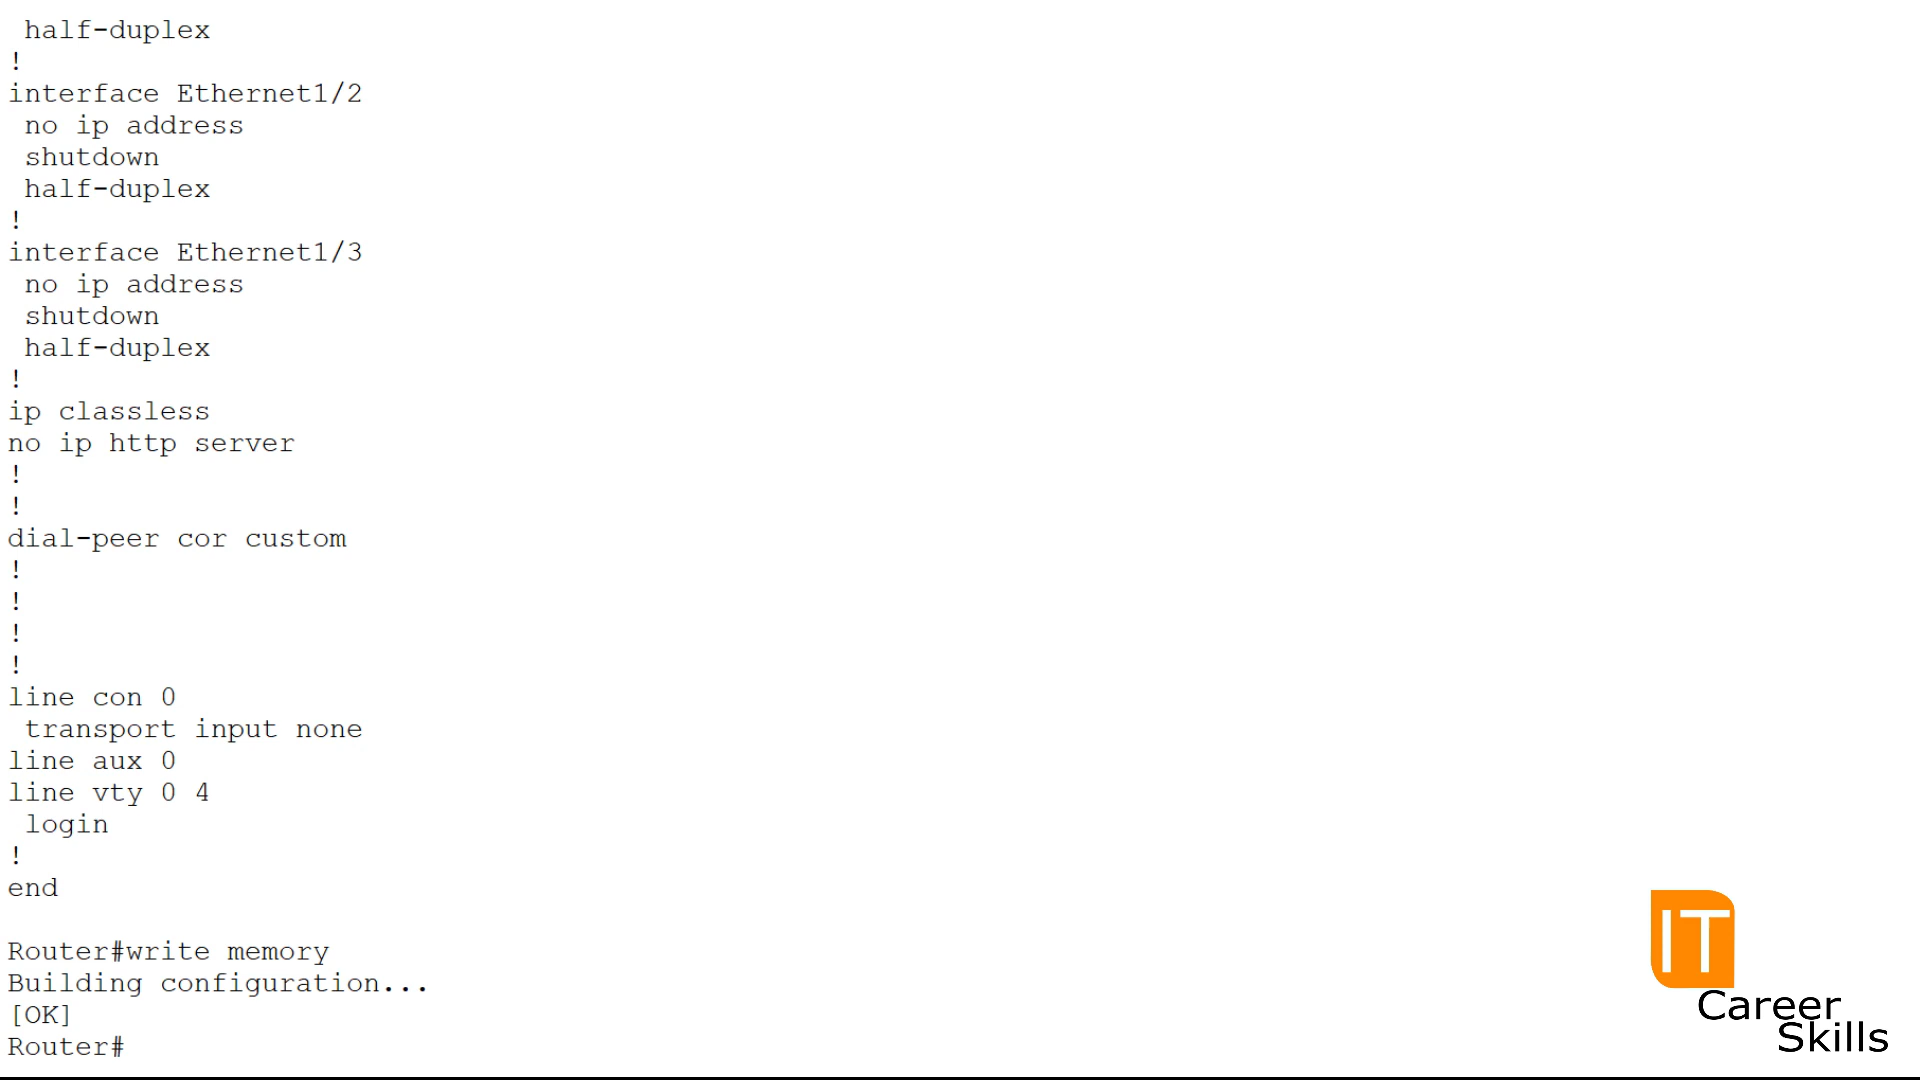 half-duplex
!
interface Ethernet1/2
no ip address
shutdown
half-duplex
!
interface Ethernet1/3
no ip address
shutdown
half-duplex
!
ip classless
no ip http server
!
!
dial-peer cor custom
!
!
!
!
line con 0
transport input none
line aux 0
line vty 0 4
login
!
end
Router#write memory
Building configuration...
[OK]
Router#
IT
Career
Skills